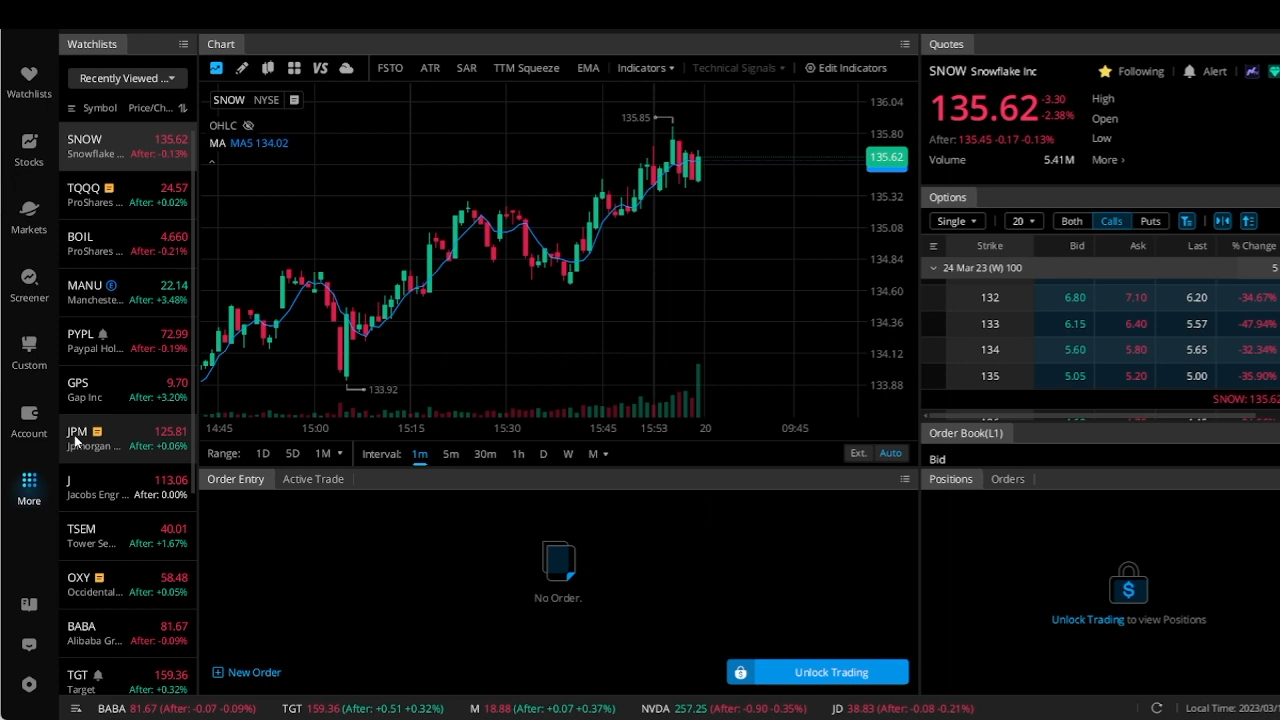 Watchlists
Recently Viewed ...
Symbol Price/Ch...
SNOW 135.62
Snowflake ... After: -0.13%
TQQQ 24.57
ProShares ... After: +0.02%
BOIL 4.660
ProShares ... After: -0.21%
MANU E 22.14
Mancheste... After: +3.48%
PYPL 72.99
Paypal Hol... After: -0.19%
GPS 9.70
Gap Inc After: +3.20%
JPM 125.81
Jpmorgan ... After: +0.06%
J 113.06
Jacobs Engr ... After: 0.00%
TSEM 40.01
Tower Se... After: +1.67%
OXY 58.48
Occidental... After: +0.05%
BABA 81.67
Alibaba Gr... After: -0.09%
TGT 159.36
Target After: +0.32%
Watchlists
Stocks
Markets
Screener
Custom
Account
More
Chart
VS FSTO ATR SAR TTM Squeeze EMA Indicators Technical Signals Edit Indicators
SNOW NYSE
OHLC
MA MA5 134.02
135.85
133.92
136.04
135.80
135.62
135.32
135.08
134.84
134.60
134.36
134.12
133.88
14:45 15:00 15:15 15:30 15:45 15:53 20 09:45
Range: 1D 5D 1M Interval: 1m 5m 30m 1h D W M Ext. Auto
Order Entry Active Trade
No Order.
New Order
Unlock Trading
Quotes
SNOW Snowflake Inc Following Alert
135.62 -3.30
-2.38%
After: 135.45 -0.17 -0.13%
Volume 5.41M
High
Open
Low
More ›
Options
Single 20 Both Calls Puts
Strike Bid Ask Last % Change
24 Mar 23 (W) 100 5
132 6.80 7.10 6.20 -34.67%
133 6.15 6.40 5.57 -47.94%
134 5.60 5.80 5.65 -32.34%
135 5.05 5.20 5.00 -35.90%
SNOW: 135.62
Order Book(L1)
Bid
Positions Orders
$
Unlock Trading to view Positions
BABA 81.67 (After: -0.07 -0.09%) TGT 159.36 (After: +0.51 +0.32%) M 18.88 (After: +0.07 +0.37%) NVDA 257.25 (After: -0.90 -0.35%) JD 38.83 (After: -0.08 -0.21%) Local Time: 2023/03/1